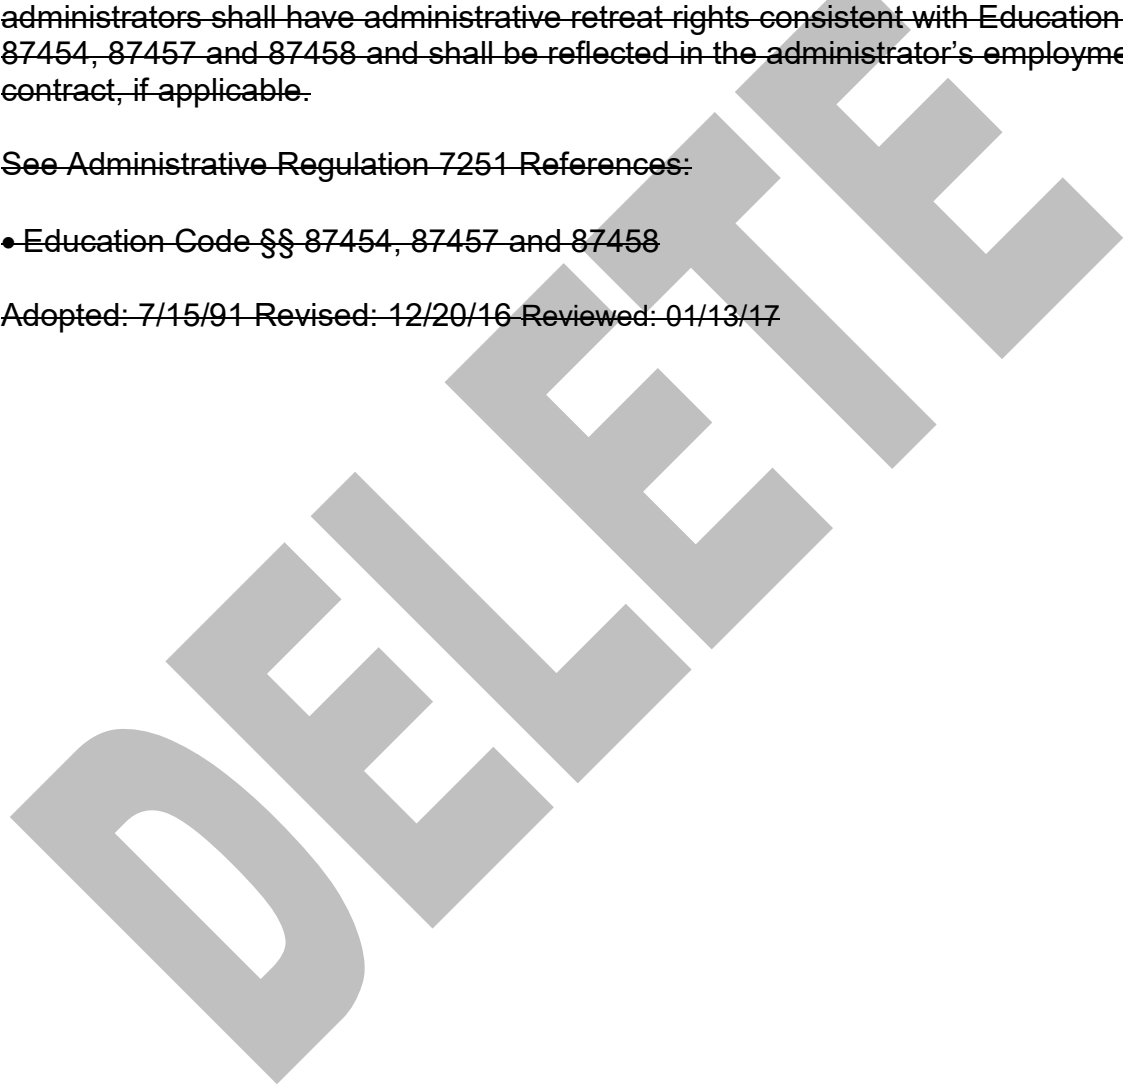 administrators shall have administrative retreat rights consistent with Education
87454, 87457 and 87458 and shall be reflected in the administrator’s employme
contract, if applicable.
See Administrative Regulation 7251 References:
• Education Code §§ 87454, 87457 and 87458
Adopted: 7/15/91 Revised: 12/20/16 Reviewed: 01/13/17
DELETE